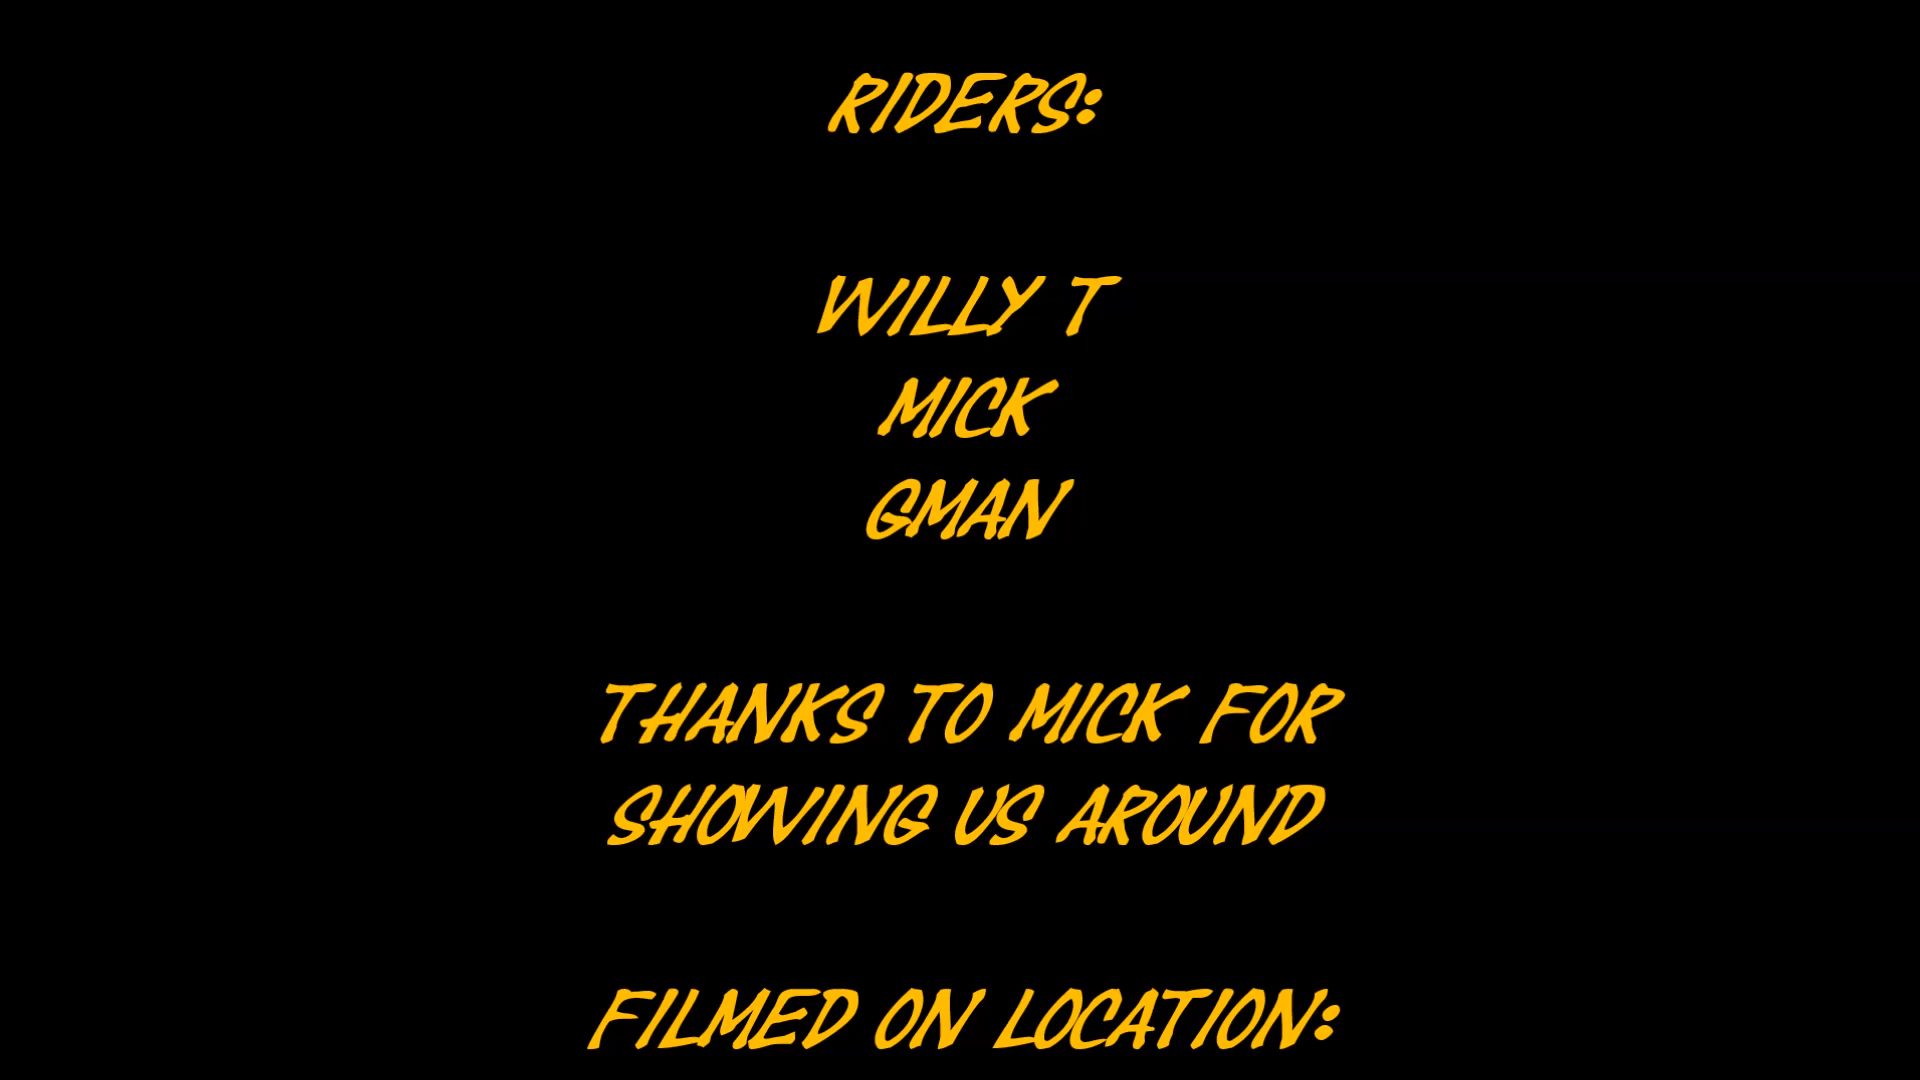 RIDERS:
WILLY T
MICK
GMAN
THANKS TO MICK FOR
SHOWING US AROUND
FILMED ON LOCATION: